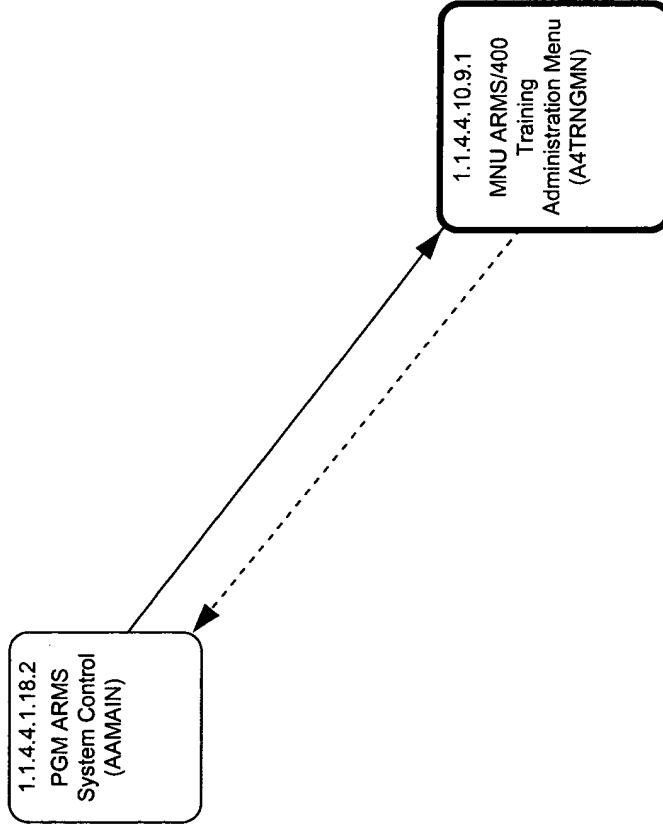 1.1.4.4.1.18.2
PGM ARMS
System Control
(AAMAIN)
1.1.4.4.10.9.1
MNU ARMS/400
Training
Administration Menu
(A4TRNGMN)